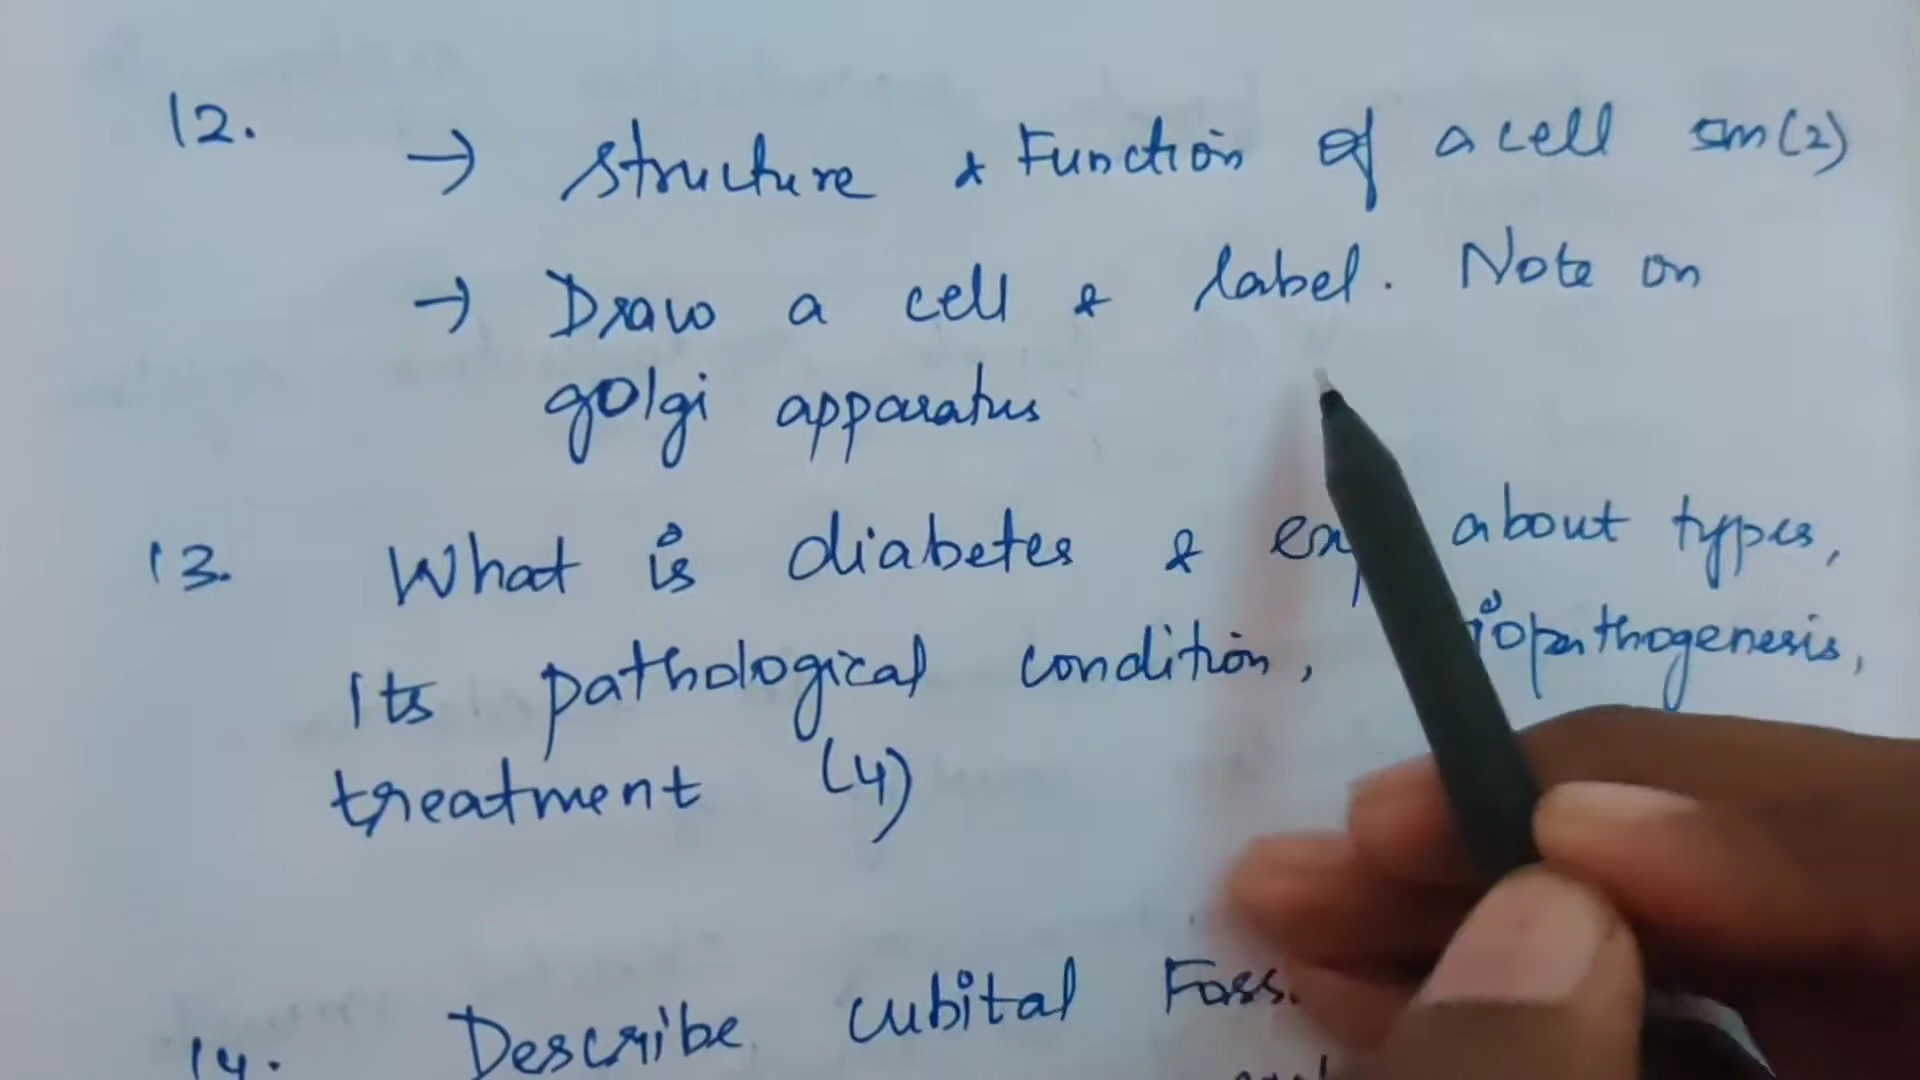 12. → Structure & Function of a cell 5m(2)
→ Draw a cell & label. Note on
golgi apparatus
13. What is diabetes & about types,
Its pathological condition,
treatment (4)
14. Describe cubital